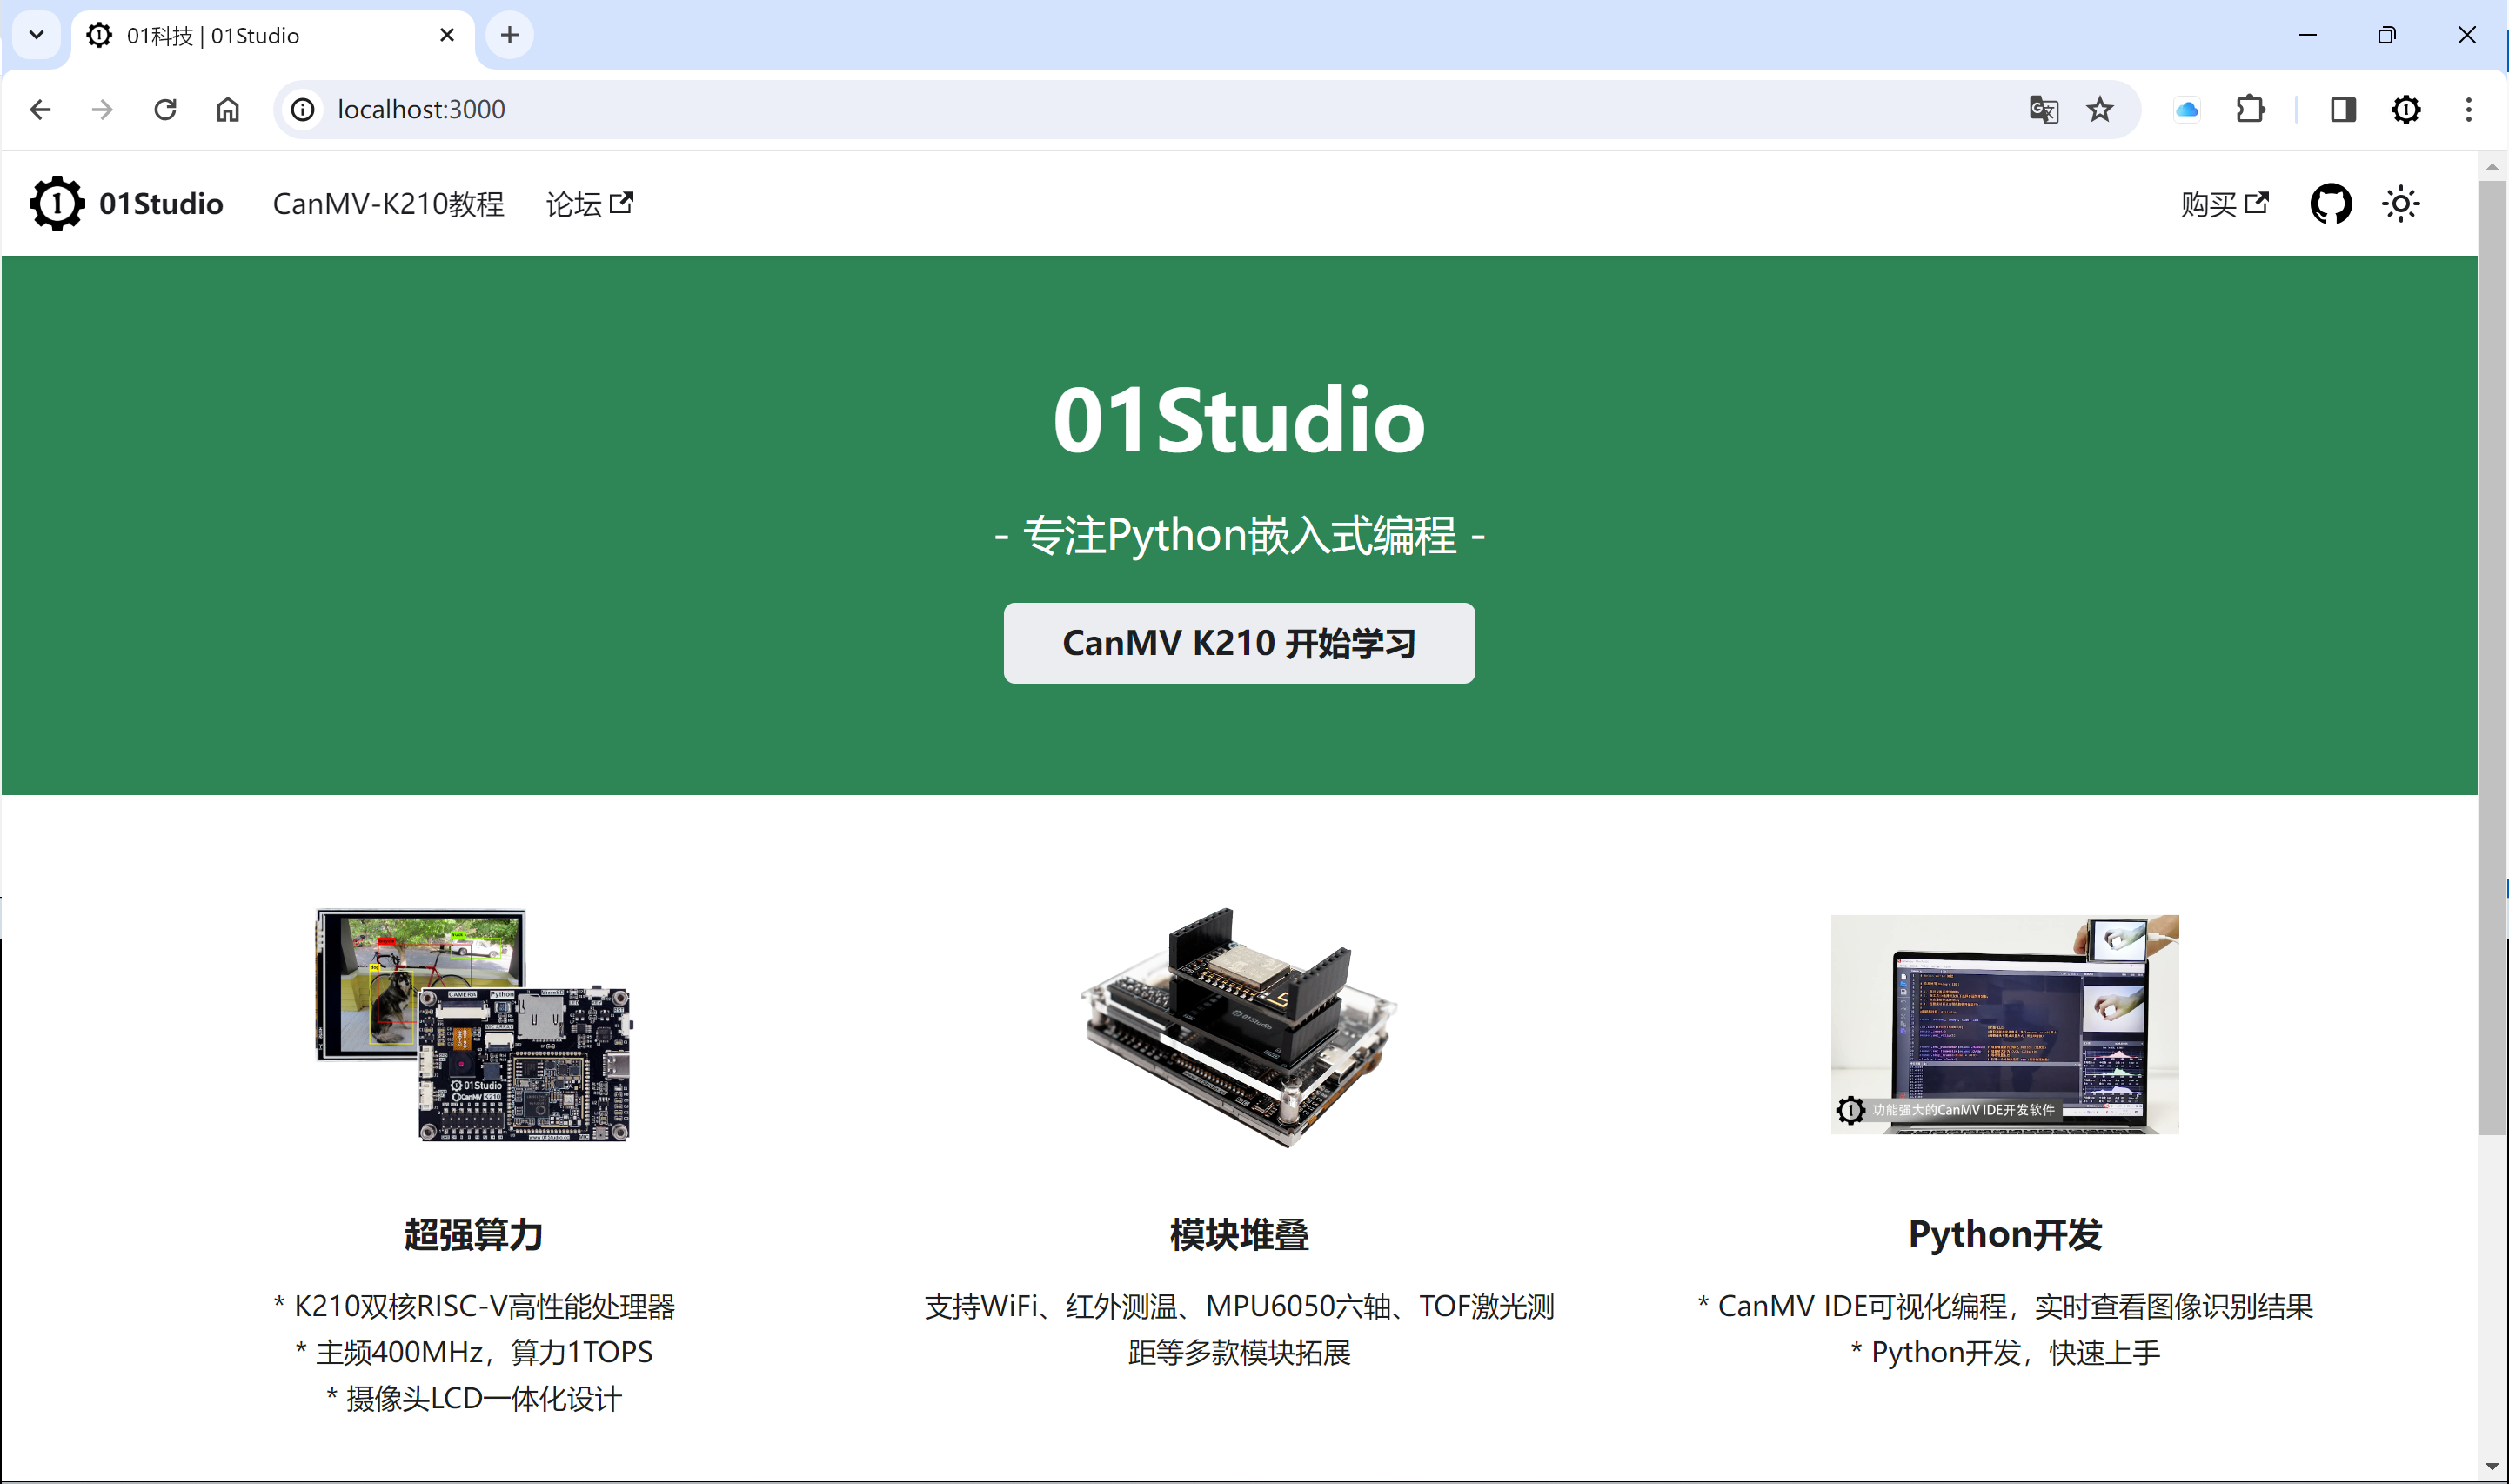 01科技 | 01Studio
localhost:3000
01Studio
CanMV-K210教程
论坛
购买
01Studio
- 专注Python嵌入式编程 -
CanMV K210 开始学习
CAMERA
Python
01Studio
CanMV K210
01Studio
功能强大的CanMV IDE开发软件
超强算力
* K210双核RISC-V高性能处理器
* 主频400MHz，算力1TOPS
* 摄像头LCD一体化设计
模块堆叠
支持WiFi、红外测温、MPU6050六轴、TOF激光测
距等多款模块拓展
Python开发
* CanMV IDE可视化编程，实时查看图像识别结果
* Python开发，快速上手